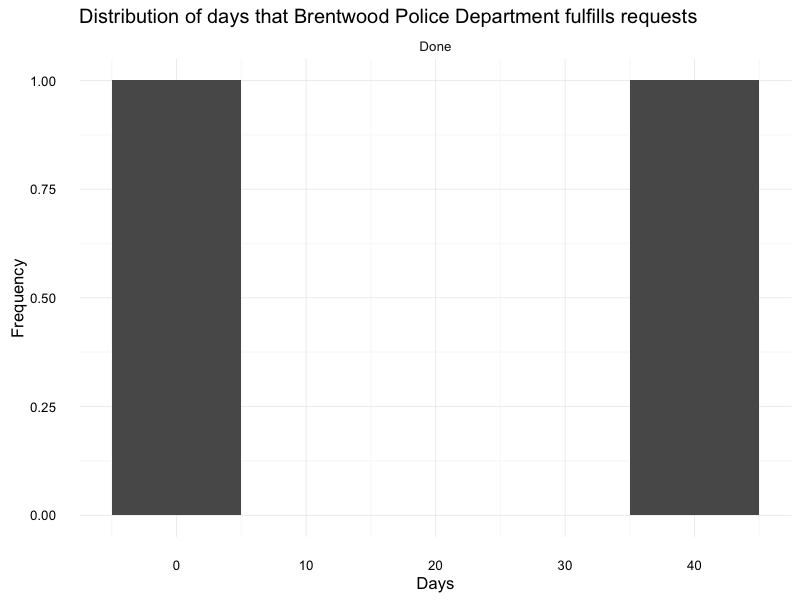 Distribution of days that Brentwood Police Department fulfills requests
Done
1.00
0.75
0.50
0.25
0.00
Frequency
0 10 20 30 40
Days